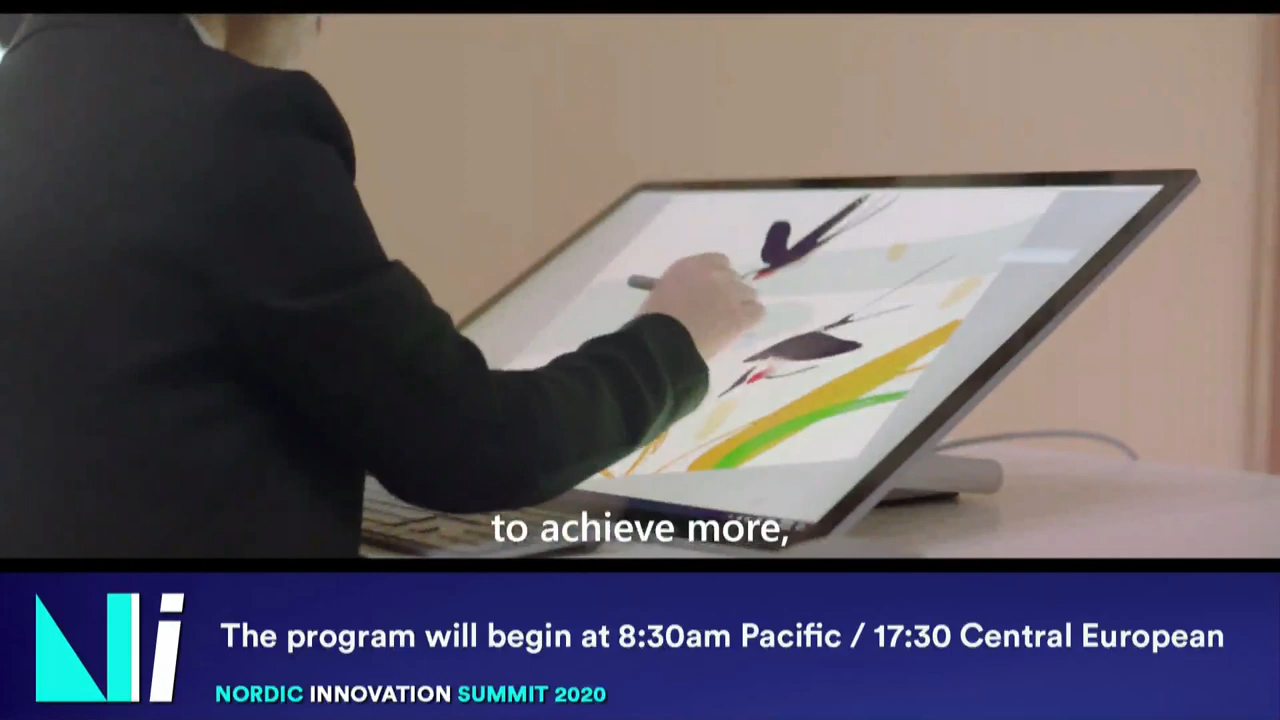 to achieve more,
Ni
The program will begin at 8:30am Pacific / 17:30 Central European
NORDIC INNOVATION SUMMIT 2020